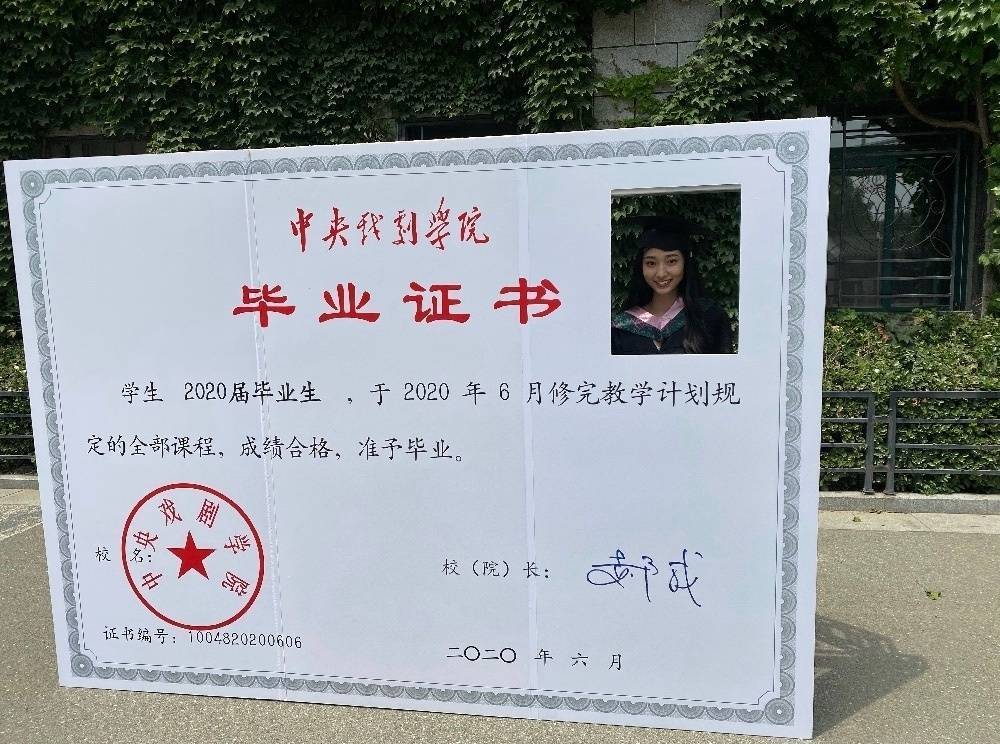 中央戏剧学院
毕业证书
学生 2020届毕业生 ，于 2020 年 6 月修完教学计划规
定的全部课程，成绩合格，准予毕业。
中央戏剧学院
校 名：
校（院）长：
郝戎
证书编号：1004820200606
二〇二〇 年 六 月